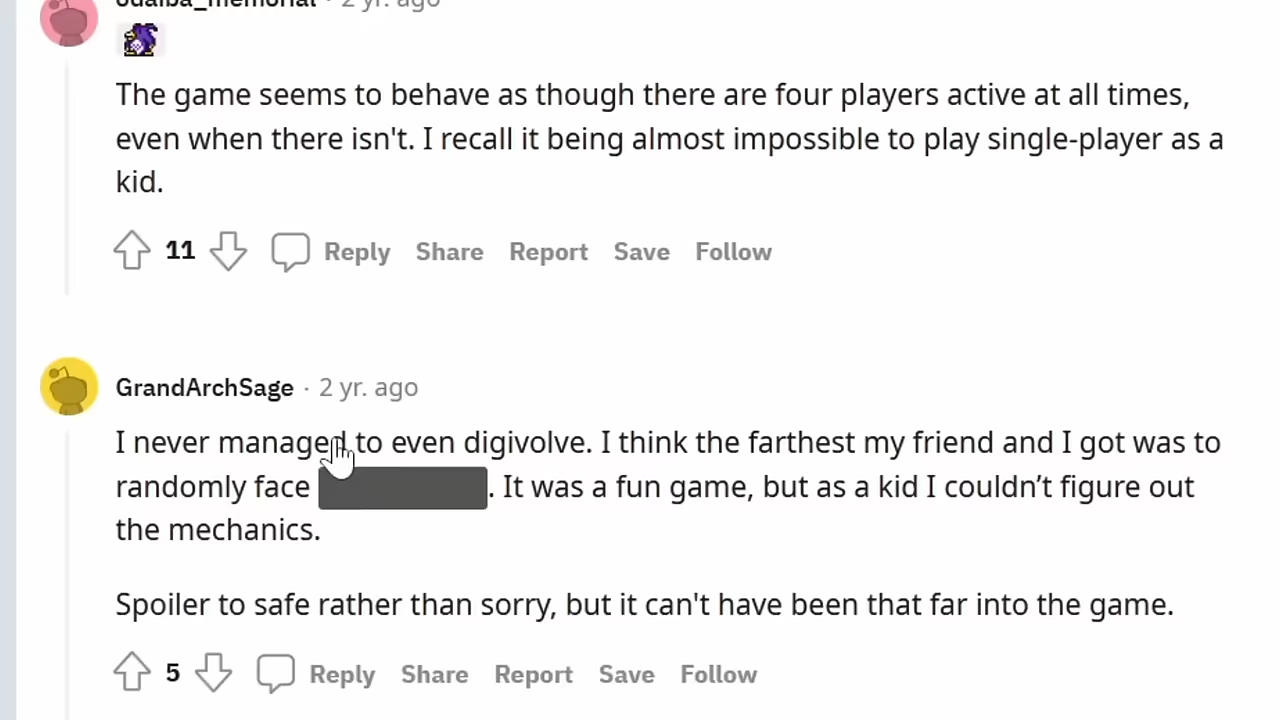 · 2 yr. ago
The game seems to behave as though there are four players active at all times,
even when there isn't. I recall it being almost impossible to play single-player as a
kid.
11 Reply Share Report Save Follow
GrandArchSage · 2 yr. ago
I never managed to even digivolve. I think the farthest my friend and I got was to
randomly face . It was a fun game, but as a kid I couldn’t figure out
the mechanics.
Spoiler to safe rather than sorry, but it can't have been that far into the game.
5 Reply Share Report Save Follow